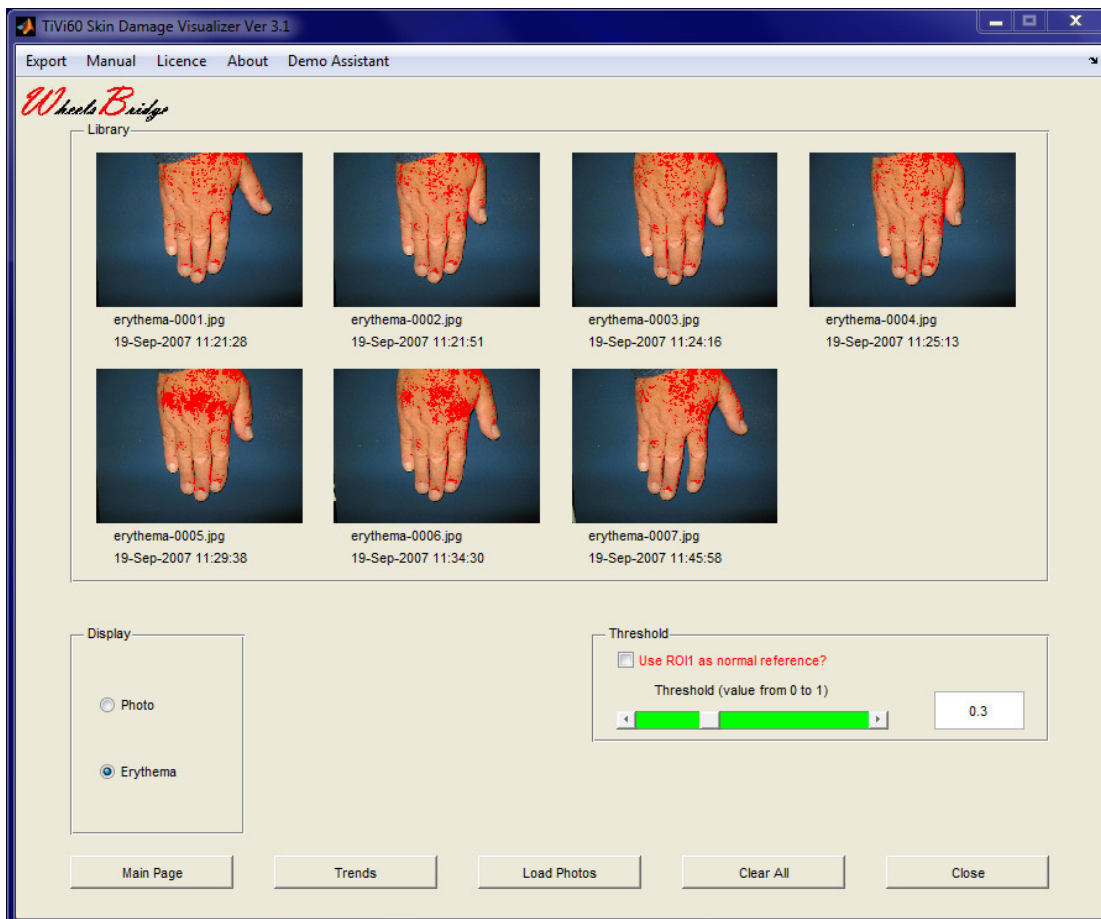 TiVi60 Skin Damage Visualizer Ver 3.1
Export Manual Licence About Demo Assistant
Wheels Bridge
Library
erythema-0001.jpg erythema-0002.jpg erythema-0003.jpg erythema-0004.jpg
19-Sep-2007 11:21:28 19-Sep-2007 11:21:51 19-Sep-2007 11:24:16 19-Sep-2007 11:25:13
erythema-0005.jpg erythema-0006.jpg erythema-0007.jpg
19-Sep-2007 11:29:38 19-Sep-2007 11:34:30 19-Sep-2007 11:45:58
Display
Photo
Erythema
Threshold
Use ROI1 as normal reference?
Threshold (value from 0 to 1)
0.3
Main Page Trends Load Photos Clear All Close